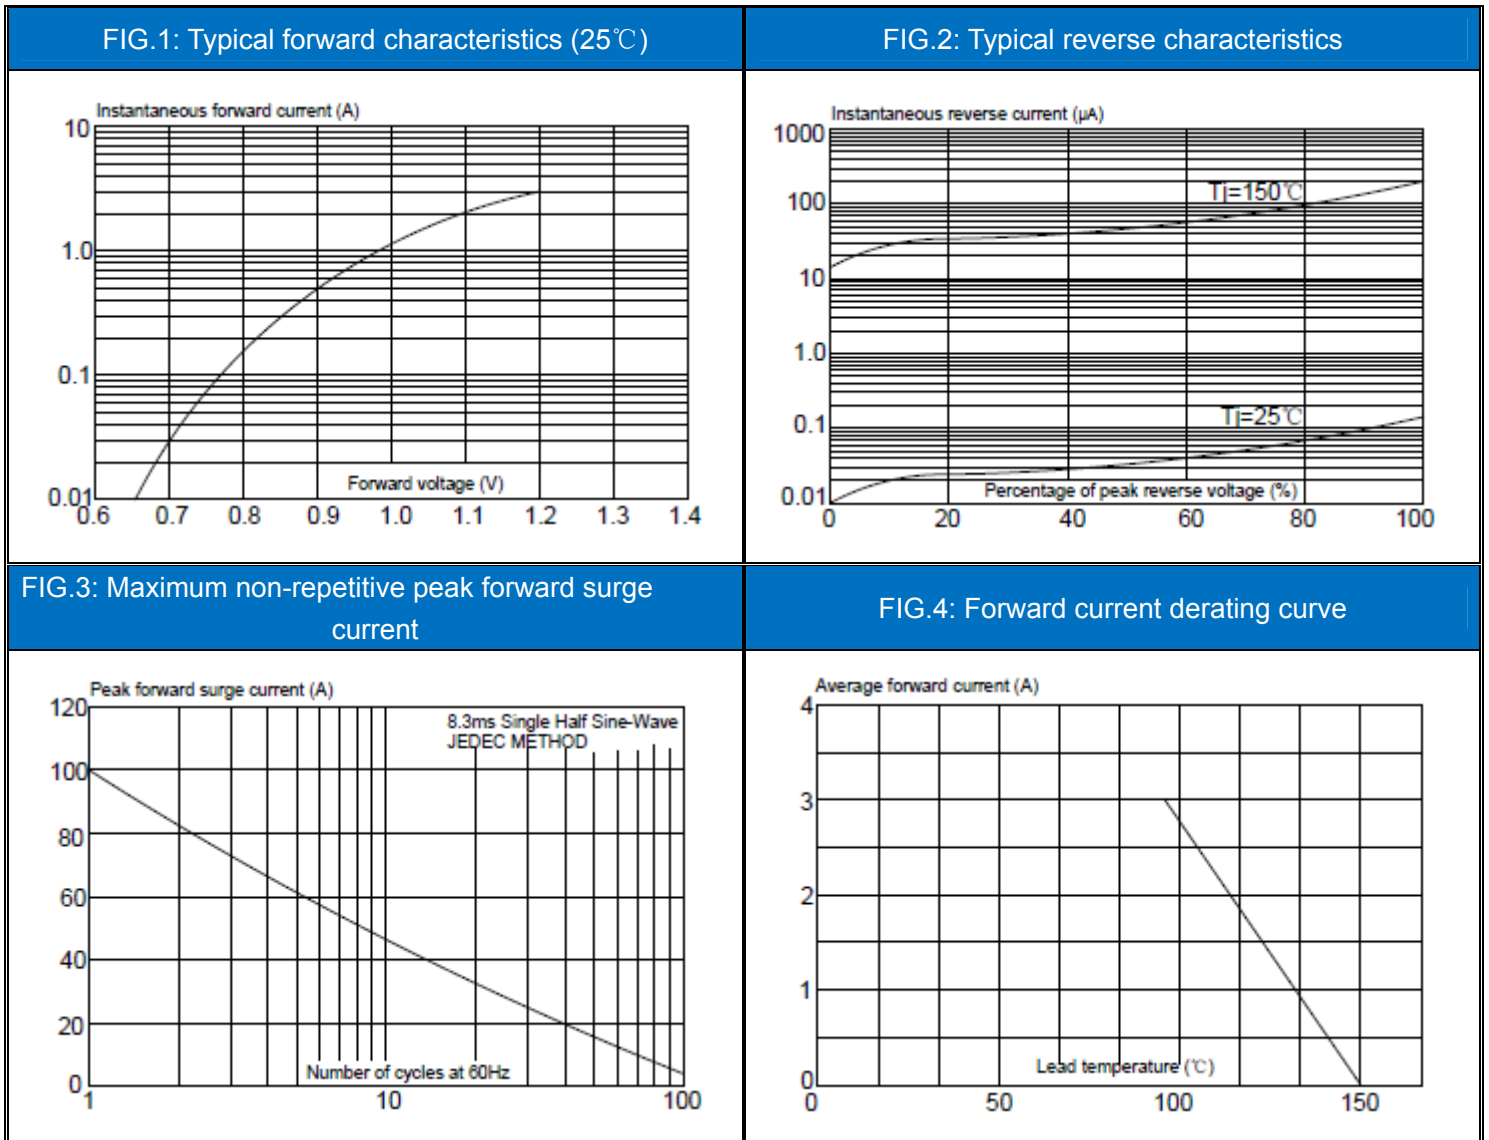 FIG.1: Typical forward characteristics (25℃)
Instantaneous forward current (A)
10
1.0
0.1
0.01
Forward voltage (V)
0.6 0.7 0.8 0.9 1.0 1.1 1.2 1.3 1.4
FIG.2: Typical reverse characteristics
Instantaneous reverse current (μA)
1000
Tj=150℃
100
10
1.0
Tj=25℃
0.1
0.01
Percentage of peak reverse voltage (%)
0 20 40 60 80 100
FIG.3: Maximum non-repetitive peak forward surge
current
Peak forward surge current (A)
120
8.3ms Single Half Sine-Wave
JEDEC METHOD
100
80
60
40
20
0
Number of cycles at 60Hz
1 10 100
FIG.4: Forward current derating curve
Average forward current (A)
4
3
2
1
0
Lead temperature (℃)
0 50 100 150